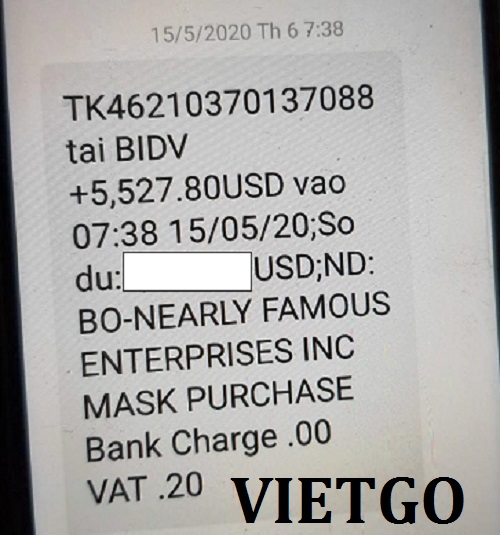 15/5/2020 Th 6 7:38
TK46210370137088
tai BIDV
+5,527.80USD vao
07:38 15/05/20;So
du: USD;ND:
BO-NEARLY FAMOUS
ENTERPRISES INC
MASK PURCHASE
Bank Charge .00
VAT .20
VIETGO